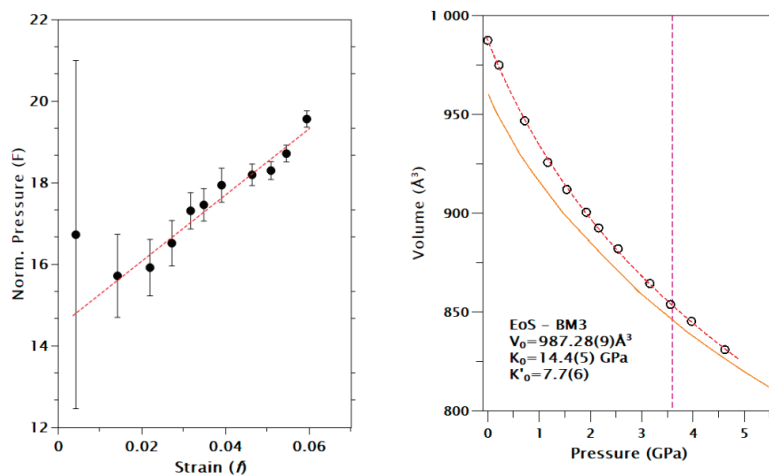 22
20
18
16
14
12
Norm. Pressure (F)
0
0.02
0.04
0.06
Strain (f)
1 000
950
900
850
800
Volume (Å³)
EoS – BM3
V₀=987.28(9)Å³
K₀=14.4(5) GPa
K'₀=7.7(6)
0
1
2
3
4
5
Pressure (GPa)